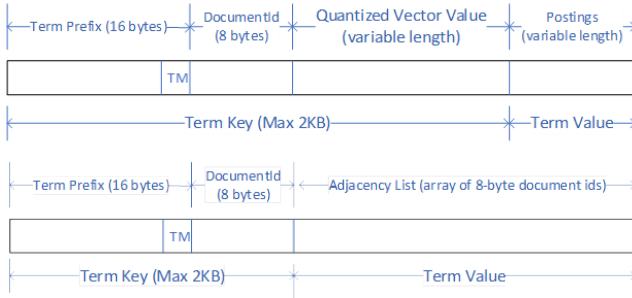 Term Prefix (16 bytes)
DocumentId
(8 bytes)
Quantized Vector Value
(variable length)
Postings
(variable length)
TM
Term Key (Max 2KB)
Term Value
Term Prefix (16 bytes)
DocumentId
(8 bytes)
Adjacency List (array of 8-byte document ids)
TM
Term Key (Max 2KB)
Term Value